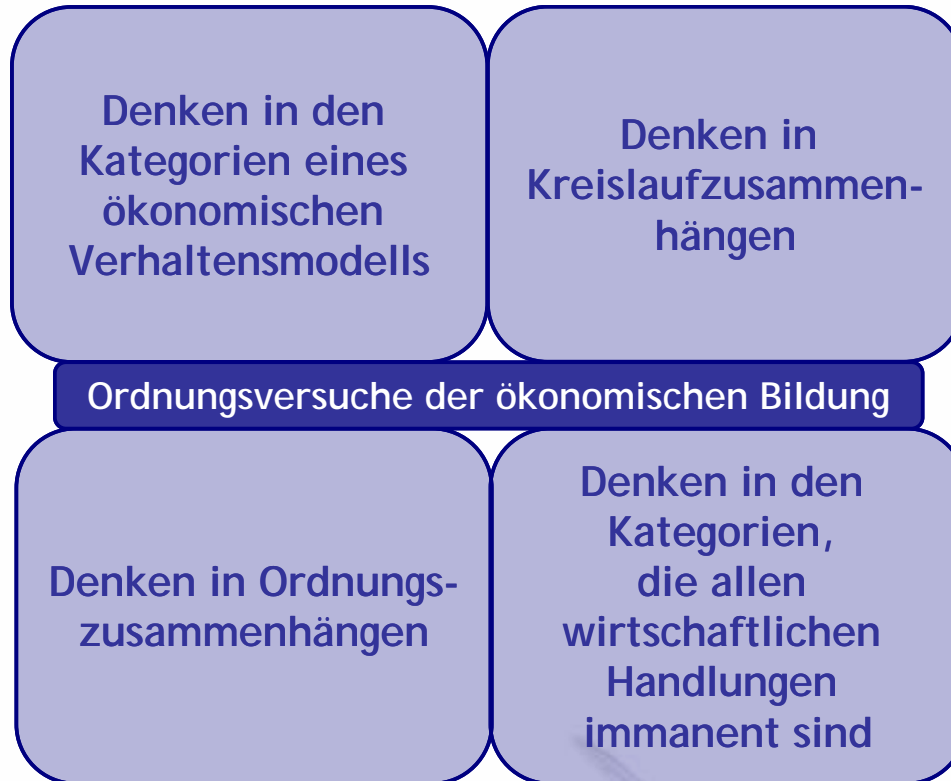 Denken in den
Kategorien eines
ökonomischen
Verhaltensmodells
Denken in
Kreislaufzusammen-
hängen
Ordnungsversuche der ökonomischen Bildung
Denken in Ordnungs-
zusammenhängen
Denken in den
Kategorien,
die allen
wirtschaftlichen
Handlungen
immanent sind